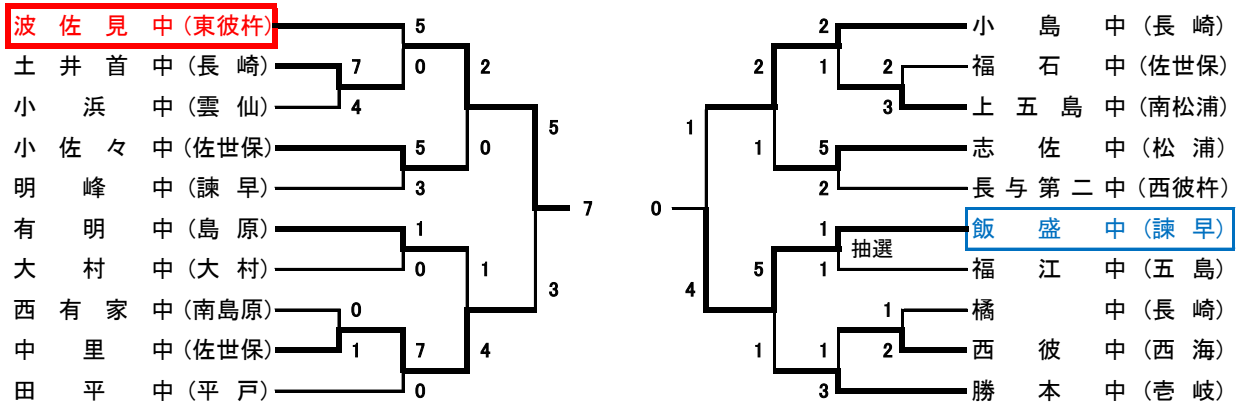 波佐見中(東彼杵)
土井首中(長崎)
小浜中(雲仙)
小佐々中(佐世保)
明峰中(諫早)
有明中(島原)
大村中(大村)
西有家中(南島原)
中里中(佐世保)
田平中(平戸)
5
7
0
2
4
5
5
0
3
7
1
0
1
3
0
1
7
4
0
2
小島中(長崎)
2
1
2
福石中(佐世保)
3
上五島中(南松浦)
1
1
5
志佐中(松浦)
2
長与第二中(西彼杵)
0
1
飯盛中(諫早)
抽選
5
1
福江中(五島)
4
1
橘中(長崎)
1
1
2
西彼中(西海)
3
勝本中(壱岐)